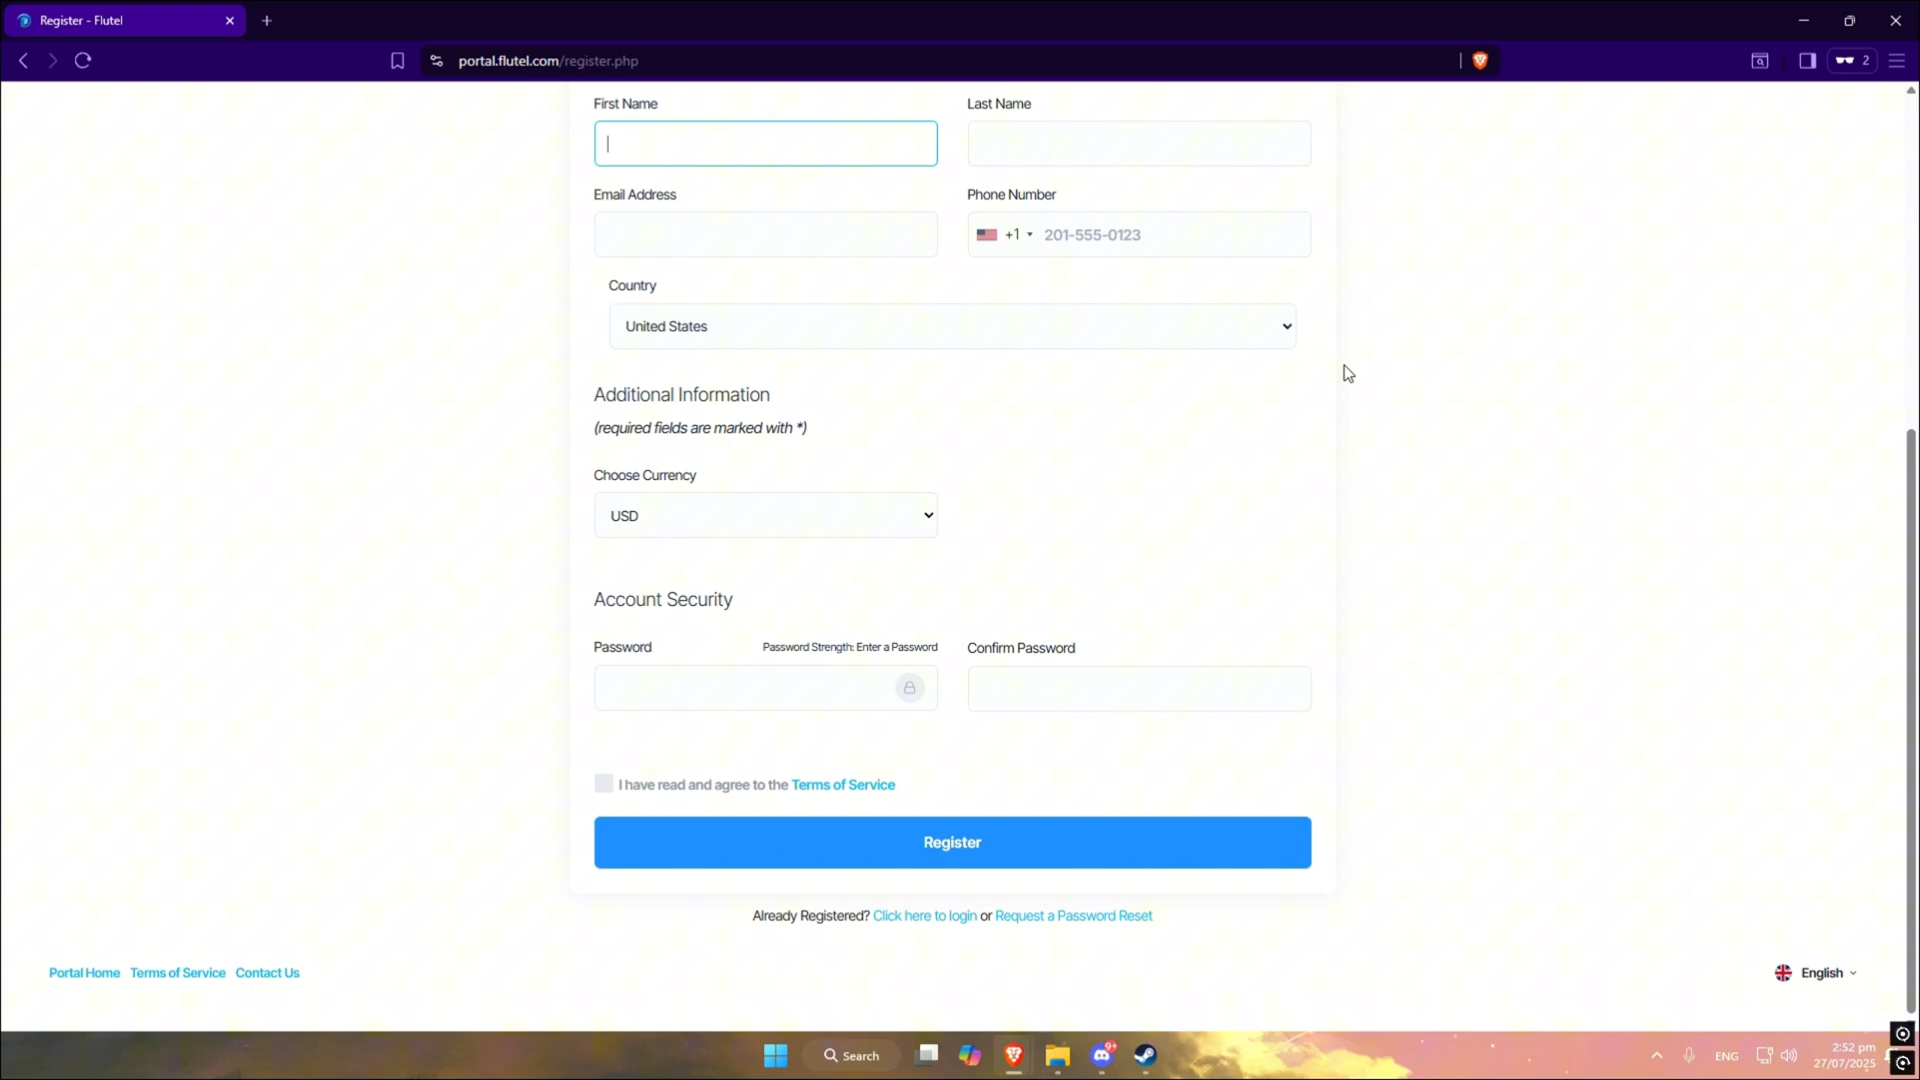 Register - Flutel
portal.flutel.com/register.php
2
First Name
Last Name
Email Address
Phone Number
+1
201-555-0123
Country
United States
Additional Information
(required fields are marked with *)
Choose Currency
USD
Account Security
Password
Password Strength: Enter a Password
Confirm Password
I have read and agree to the Terms of Service
Register
Already Registered? Click here to login or Request a Password Reset
Portal Home
Terms of Service
Contact Us
English
Search
9+
ENG
2:52 pm
27/07/2025